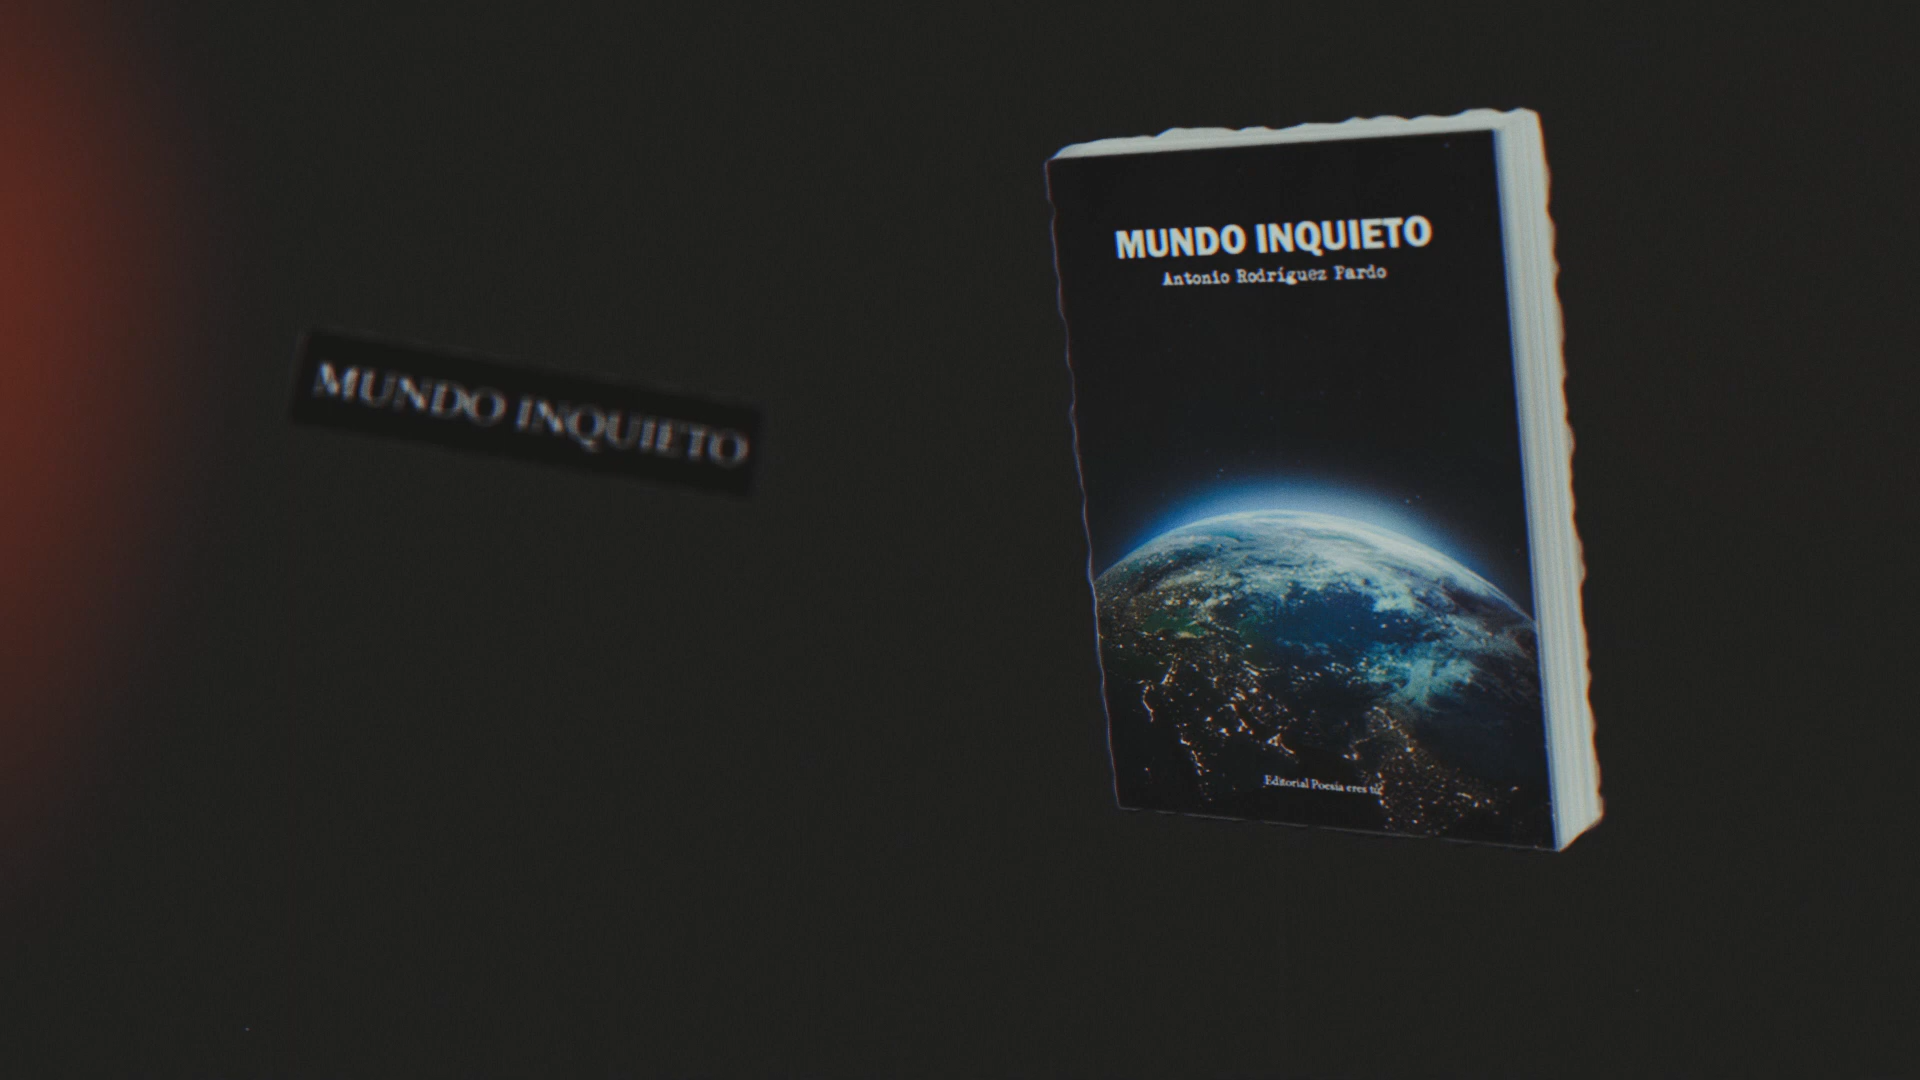 MUNDO INQUIETO
MUNDO INQUIETO
Antonio Rodríguez Pardo
Editorial Poesía eres tú